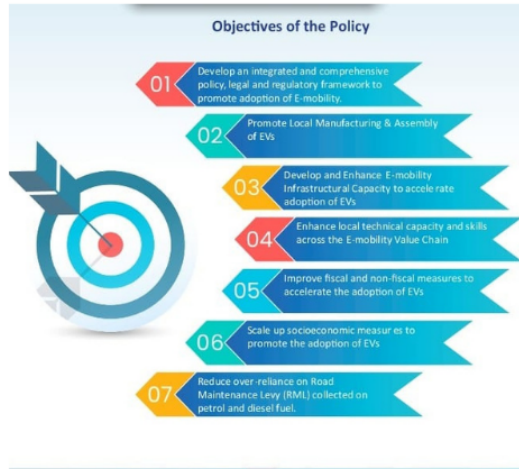 Objectives of the Policy
01
Develop an integrated and comprehensive
policy, legal and regulatory framework to
promote adoption of E-mobility.
02
Promote Local Manufacturing & Assembly
of EVs
03
Develop and Enhance E-mobility
Infrastructural Capacity to accelerate
adoption of EVs
04
Enhance local technical capacity and skills
across the E-mobility Value Chain
05
Improve fiscal and non-fiscal measures to
accelerate the adoption of EVs
06
Scale up socioeconomic measures to
promote the adoption of EVs
07
Reduce over-reliance on Road
Maintenance Levy (RML) collected on
petrol and diesel fuel.